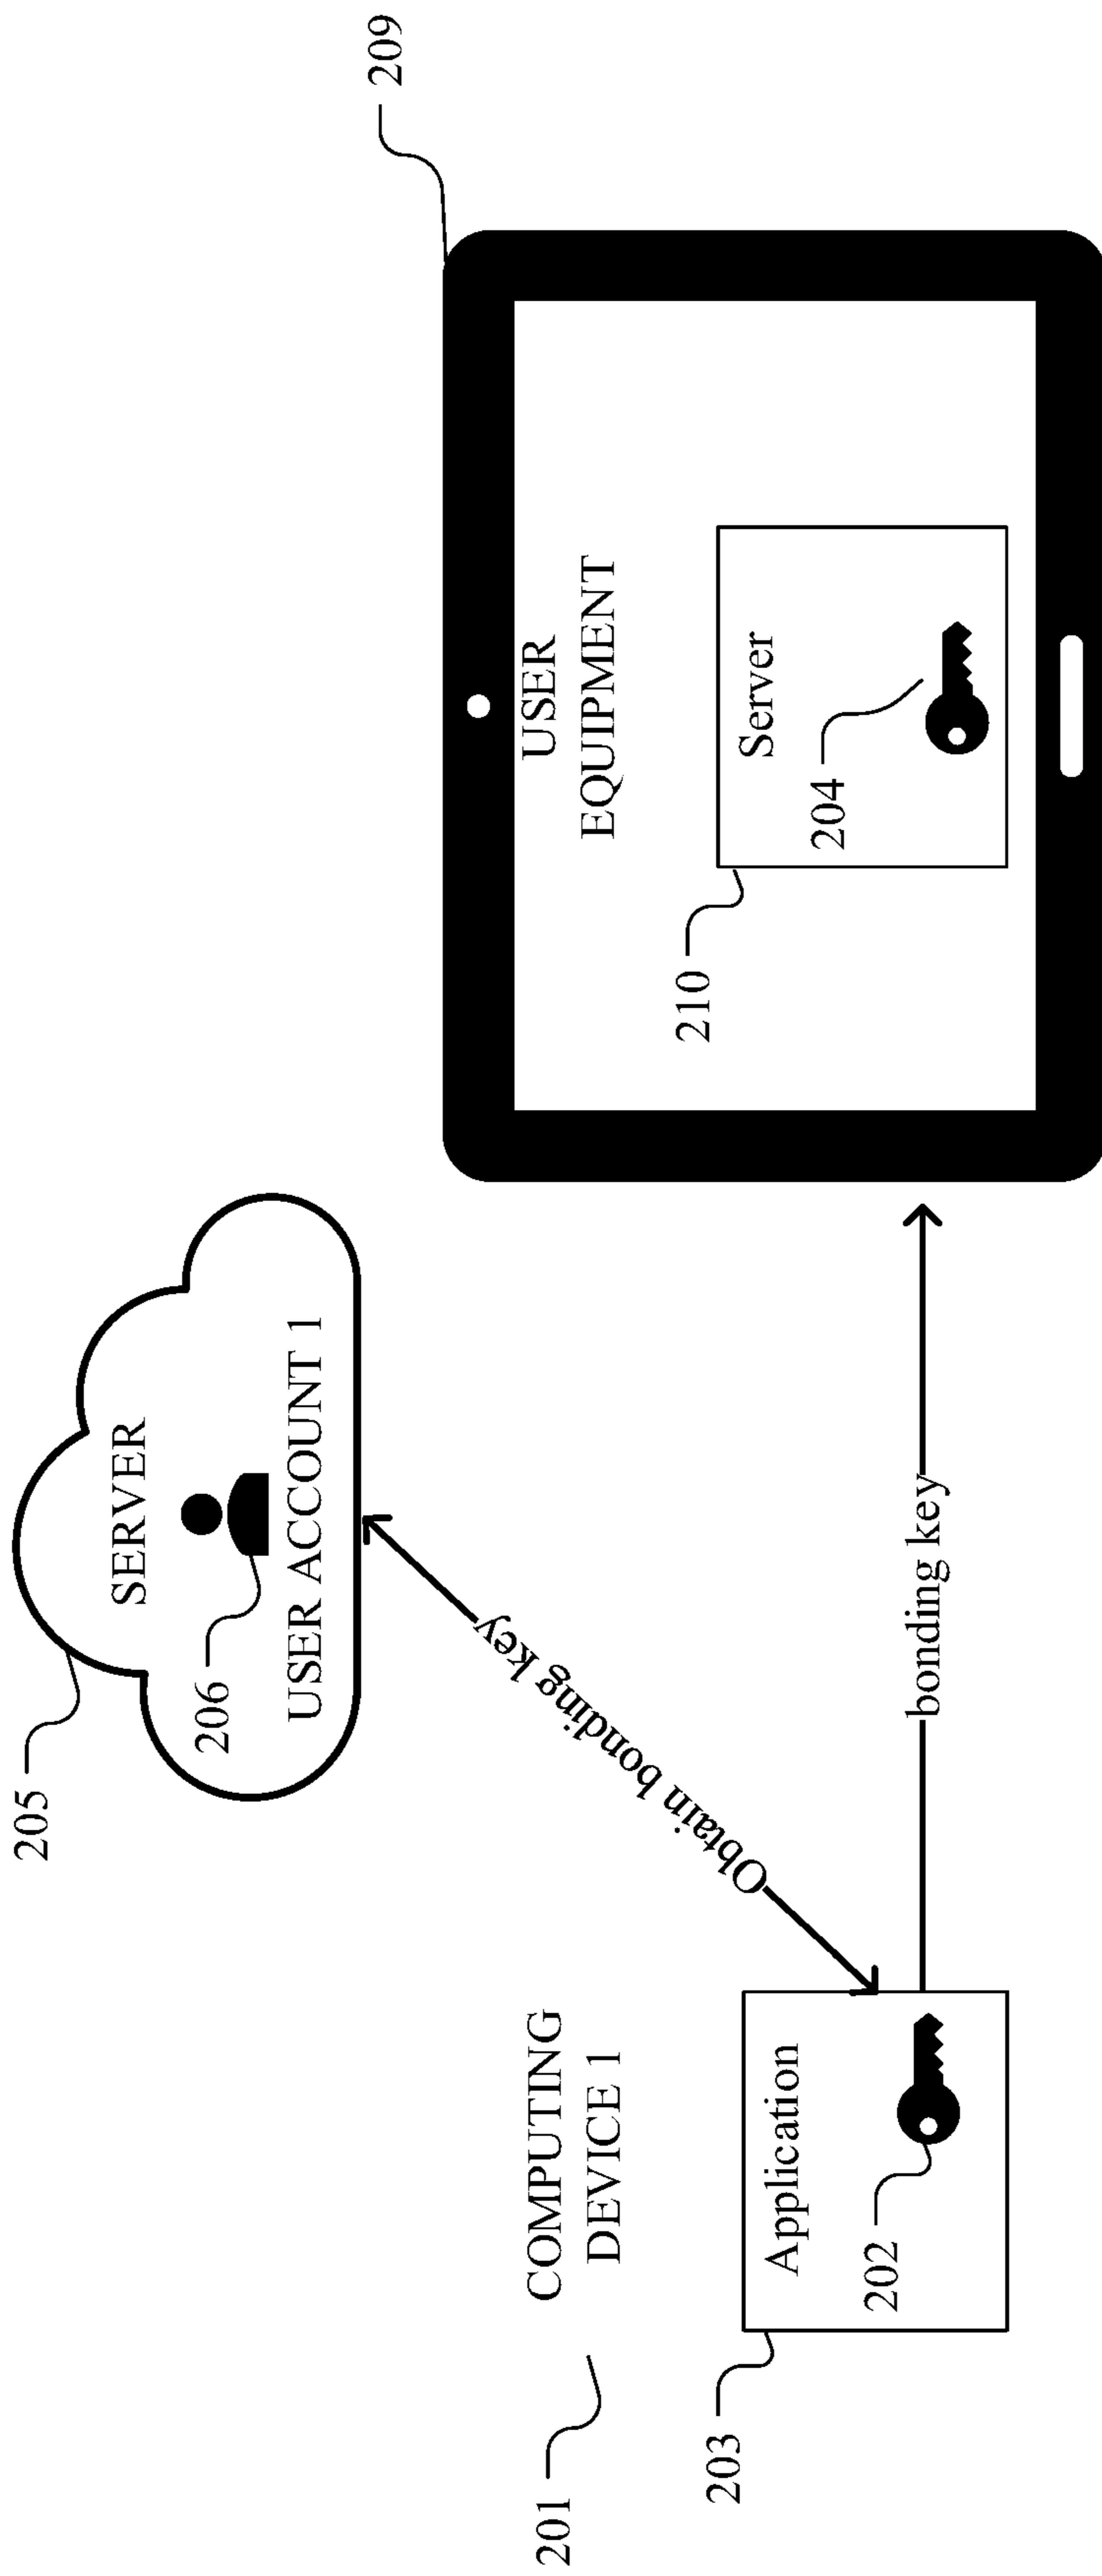 205
SERVER
206
USER ACCOUNT 1
209
201
COMPUTING
DEVICE 1
Obtain bonding key
USER
EQUIPMENT
203
Application
202
bonding key
210
Server
204